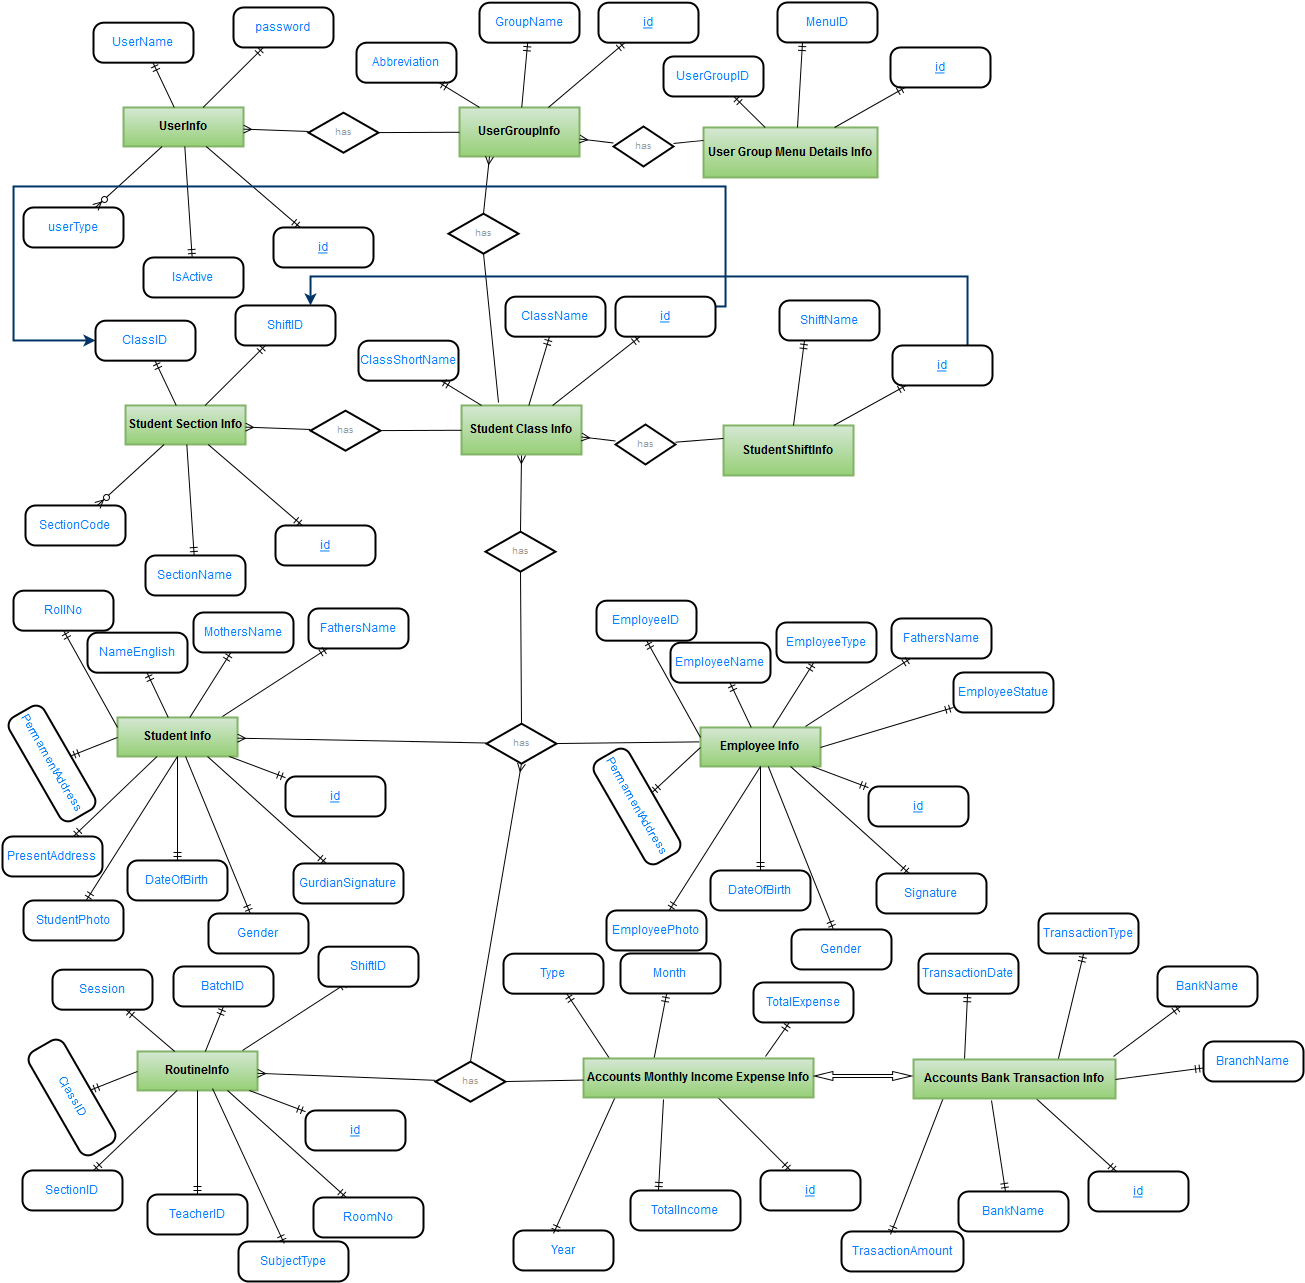 UserName
password
GroupName
id
MenuID
Abbreviation
UserGroupID
id
UserInfo
has
UserGroupInfo
has
User Group Menu Details Info
userType
id
IsActive
has
ShiftID
ClassID
ClassName
id
ShiftName
ClassShortName
id
Student Section Info
has
Student Class Info
has
StudentShiftInfo
SectionCode
id
SectionName
has
RollNo
NameEnglish
MothersName
FathersName
EmployeeID
EmployeeName
EmployeeType
FathersName
EmployeeStatue
PermamentAddress
Student Info
has
Employee Info
PermamentAddress
id
id
PresentAddress
DateOfBirth
GurdianSignature
StudentPhoto
Gender
DateOfBirth
Signature
EmployeePhoto
Gender
Session
BatchID
ShiftID
Type
Month
TotalExpense
TransactionDate
TransactionType
BankName
BranchName
RoutineInfo
has
Accounts Monthly Income Expense Info
Accounts Bank Transaction Info
ClassID
id
SectionID
TeacherID
RoomNo
SubjectType
Year
TotalIncome
id
TrasactionAmount
BankName
id